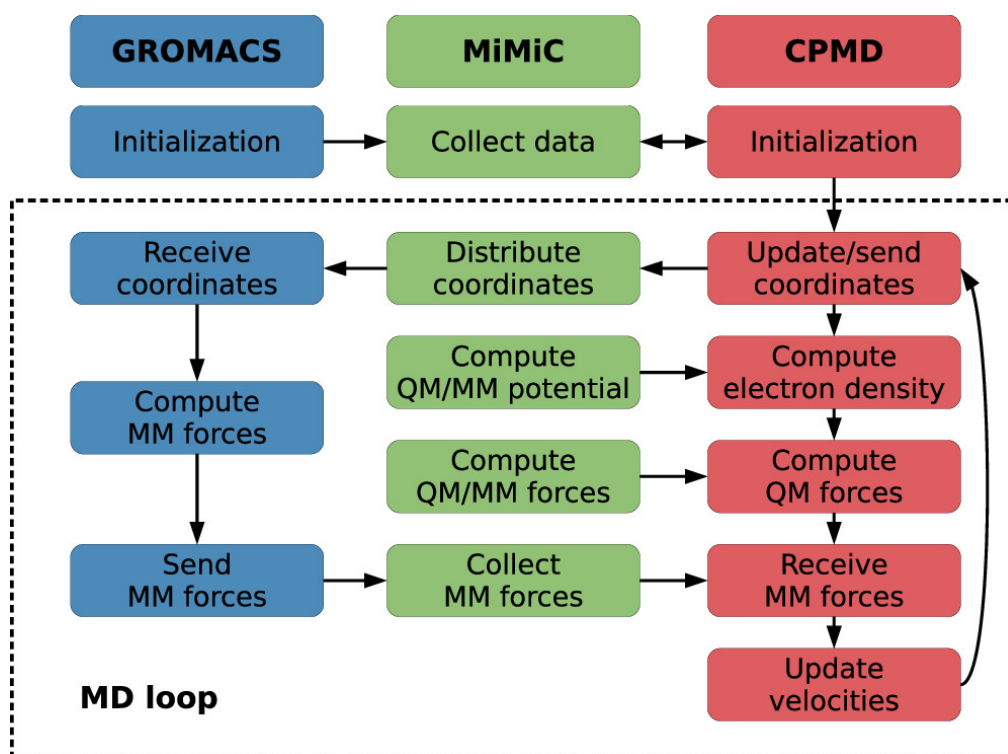 GROMACS
MiMiC
CPMD
Initialization
Collect data
Initialization
Receive
coordinates
Distribute
coordinates
Update/send
coordinates
Compute
QM/MM potential
Compute
electron density
Compute
MM forces
Compute
QM/MM forces
Compute
QM forces
Send
MM forces
Collect
MM forces
Receive
MM forces
Update
velocities
MD loop